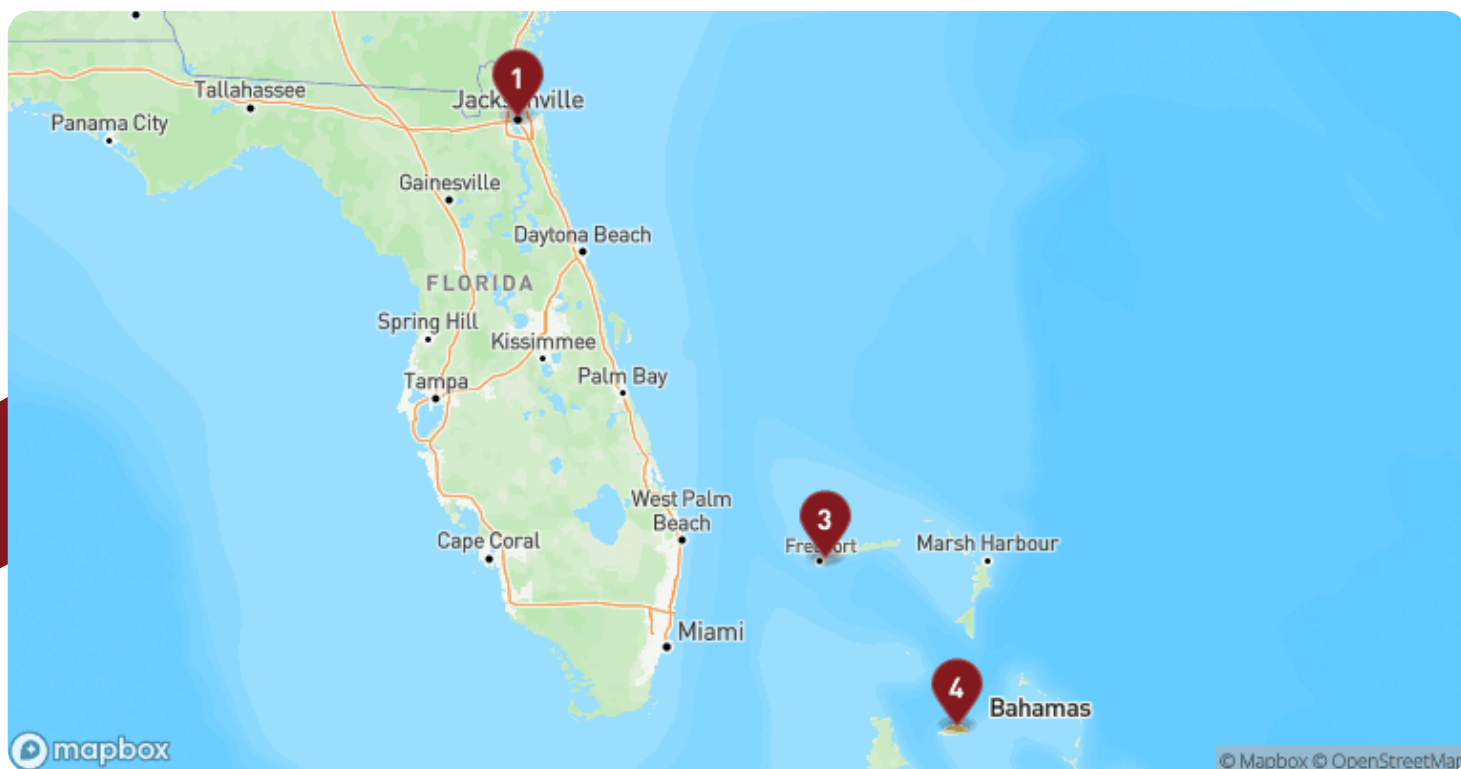 1
Jacksonville
Tallahassee
Panama City
Gainesville
Daytona Beach
FLORIDA
Spring Hill
Kissimmee
Tampa
Palm Bay
West Palm
Beach
3
Freeport
Marsh Harbour
Cape Coral
Miami
4
Bahamas
mapbox
© Mapbox © OpenStreetMap